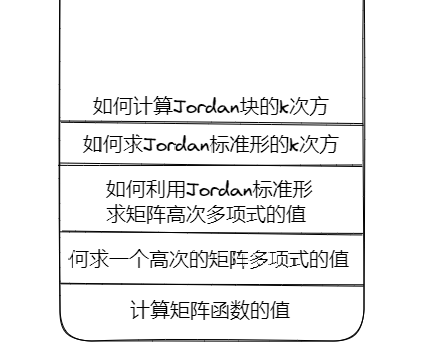 如何计算Jordan块的k次方
如何求Jordan标准形的k次方
如何利用Jordan标准形
求矩阵高次多项式的值
何求一个高次的矩阵多项式的值
计算矩阵函数的值